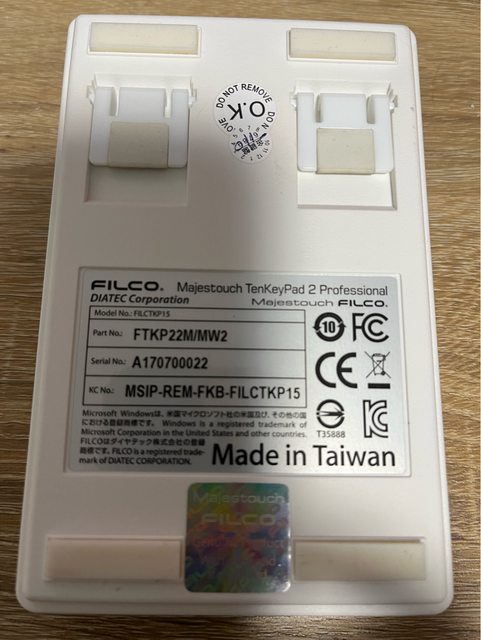 DO NOT REMOVE
O.K
FILCO. Majestouch TenKeyPad 2 Professional
DIATEC Corporation Majestouch FILCO.
Model No.: FILCTKP15
Part No.: FTKP22M/MW2
Serial No.: A170700022
KC No.: MSIP-REM-FKB-FILCTKP15
10 FC
CE
T35888
Microsoft Windowsは、米国マイクロソフト社の米国及び、その他の国
における登録商標です。 Windows is a registered trademark of
Microsoft Corporation in the United States and other countries.
FILCOはダイヤテック株式会社の登録
商標です。FILCO is a registered trade-
mark of DIATEC CORPORATION.
Made in Taiwan
Majestouch
FILCO